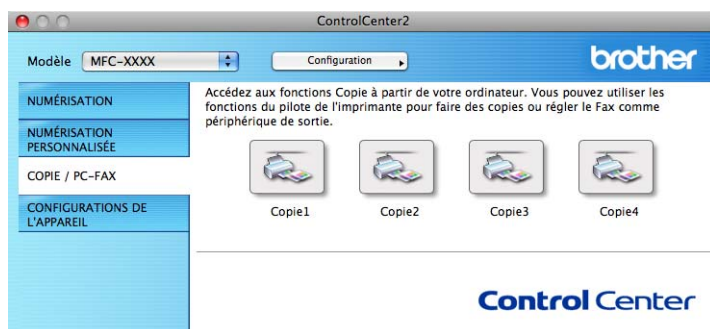 ControlCenter2
Modèle MFC-XXXX Configuration brother
NUMÉRISATION
NUMÉRISATION
PERSONNALISÉE
COPIE / PC-FAX
CONFIGURATIONS DE
L'APPAREIL
Accédez aux fonctions Copie à partir de votre ordinateur. Vous pouvez utiliser les
fonctions du pilote de l'imprimante pour faire des copies ou régler le Fax comme
périphérique de sortie.
Copie1 Copie2 Copie3 Copie4
Control Center